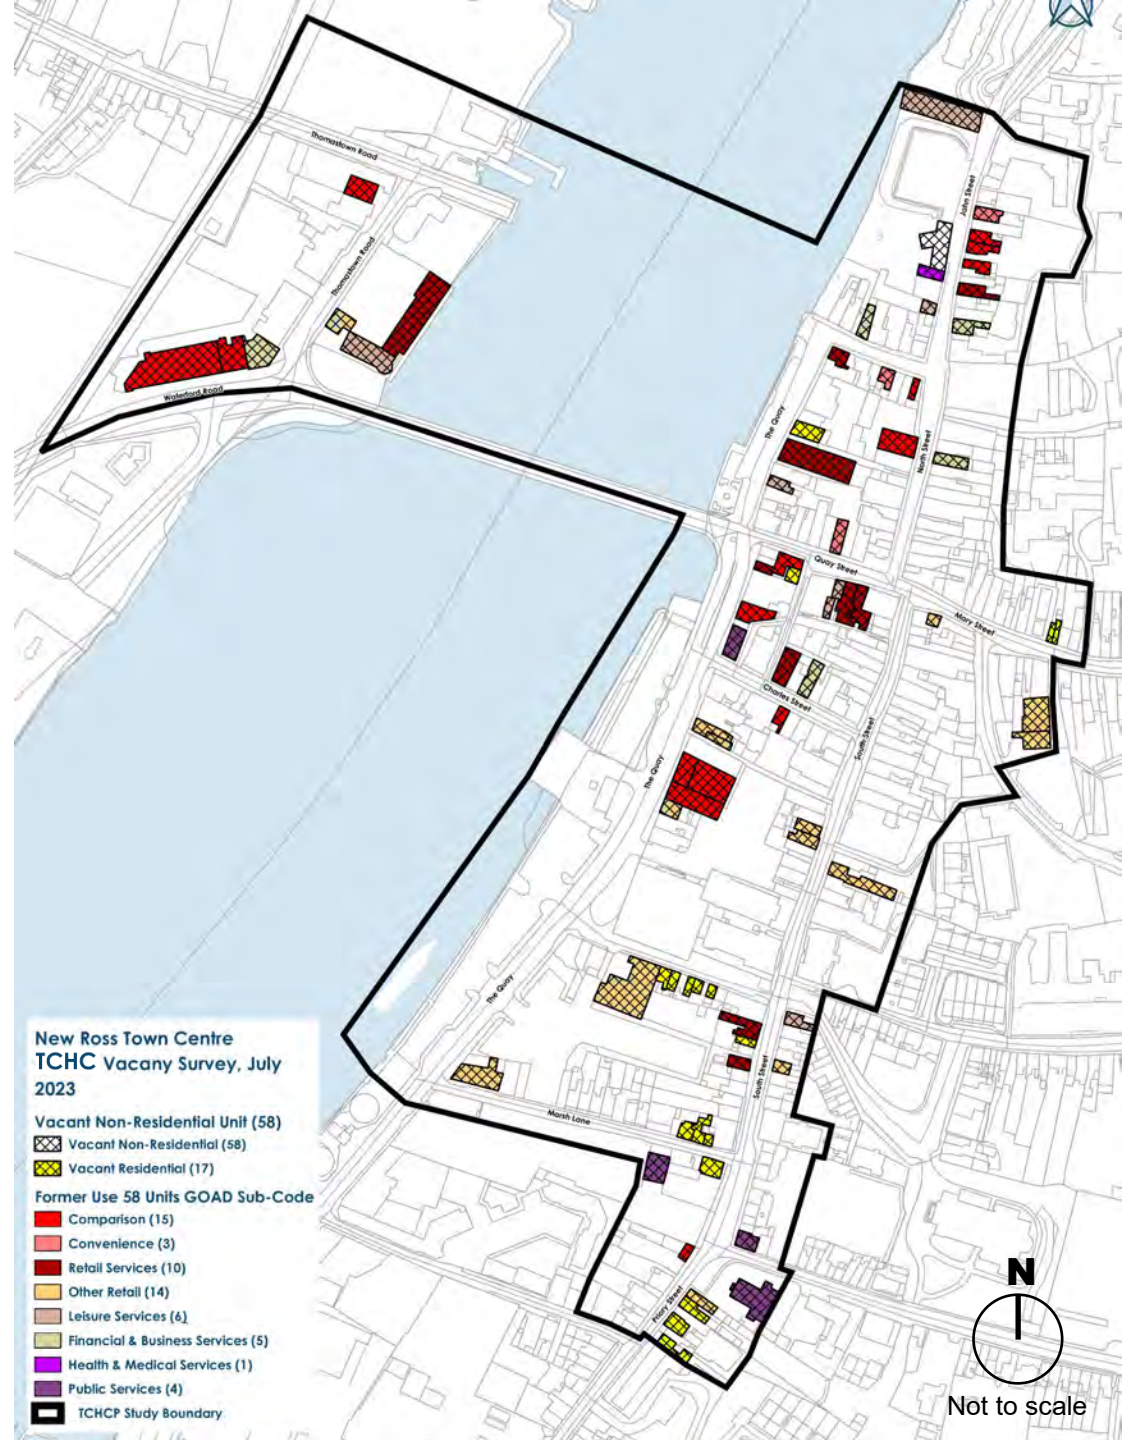 Thomastown Road
John Street
Thomastown Road
Waterford Road
The Quay
North Street
Quay Street
Mary Street
Charles Street
South Street
The Quay
The Quay
South Street
Marsh Lane
Priory Street
New Ross Town Centre
TCHC Vacany Survey, July
2023
Vacant Non-Residential Unit (58)
Vacant Non-Residential (58)
Vacant Residential (17)
Former Use 58 Units GOAD Sub-Code
Comparison (15)
Convenience (3)
Retail Services (10)
Other Retail (14)
Leisure Services (6)
Financial & Business Services (5)
Health & Medical Services (1)
Public Services (4)
TCHCP Study Boundary
N
Not to scale